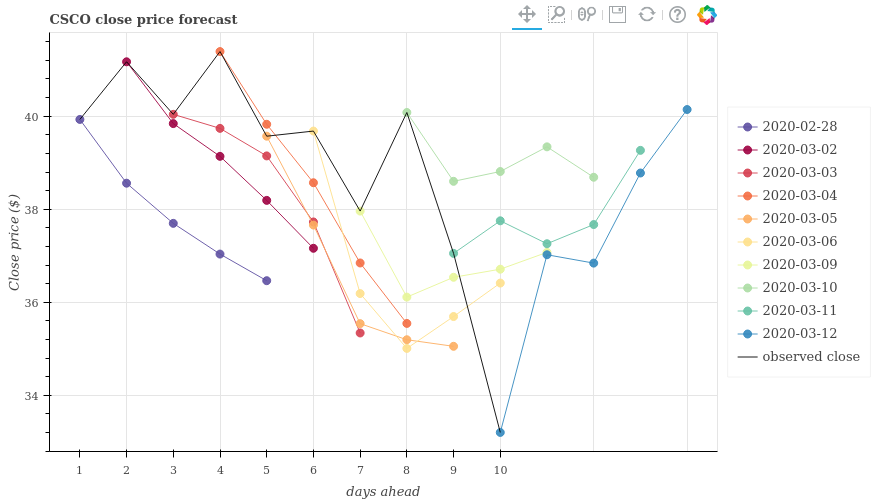 CSCO close price forecast
40
38
36
34
Close price ($)
1 2 3 4 5 6 7 8 9 10
days ahead
2020-02-28
2020-03-02
2020-03-03
2020-03-04
2020-03-05
2020-03-06
2020-03-09
2020-03-10
2020-03-11
2020-03-12
observed close